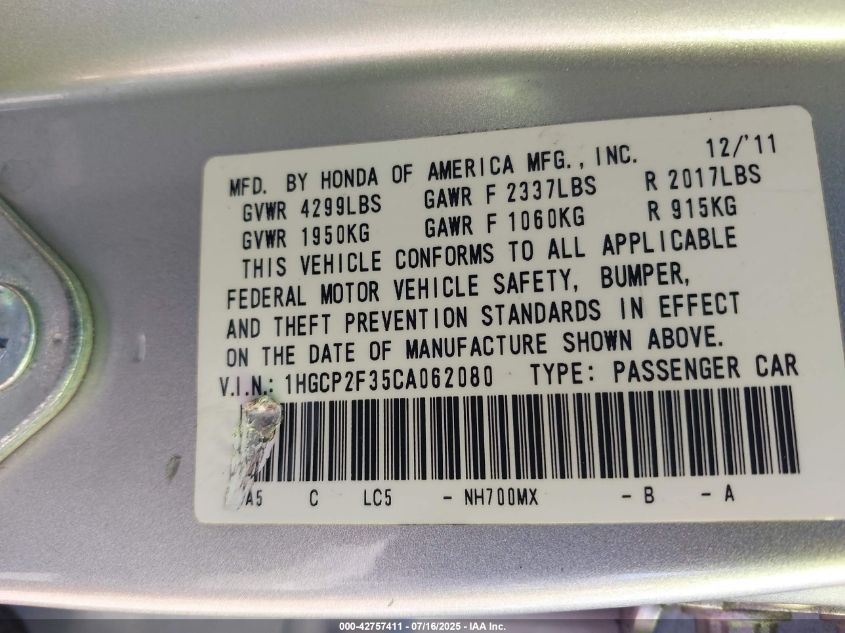 MFD. BY HONDA OF AMERICA MFG., INC. 12/'11
GVWR 4299LBS GAWR F 2337LBS R 2017LBS
GVWR 1950KG GAWR F 1060KG R 915KG
THIS VEHICLE CONFORMS TO ALL APPLICABLE
FEDERAL MOTOR VEHICLE SAFETY, BUMPER,
AND THEFT PREVENTION STANDARDS IN EFFECT
ON THE DATE OF MANUFACTURE SHOWN ABOVE.
V.I.N.: 1HGCP2F35CA062080 TYPE: PASSENGER CAR
A5 C LC5 - NH700MX - B - A
000-42757411 - 07/16/2025 - IAA Inc.